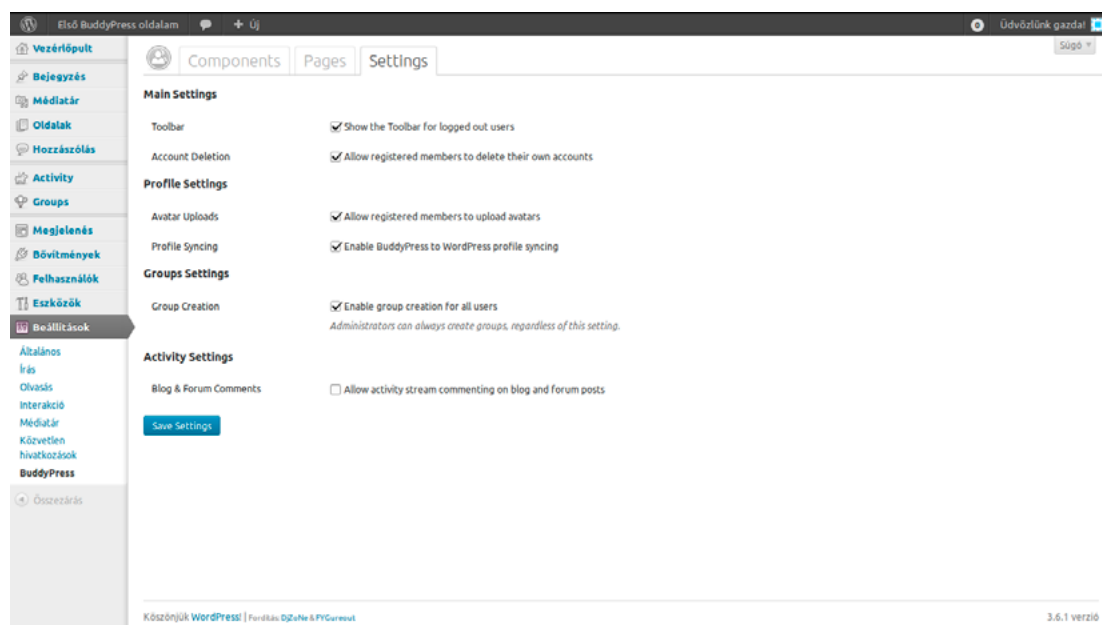 Első BuddyPress oldalam + Új 0 Üdvözlünk gazda!
Súgó
Vezérlőpult
Bejegyzés
Médiatár
Oldalak
Hozzászólás
Activity
Groups
Megjelenés
Bővítmények
Felhasználók
Eszközök
Beállítások
Általános
Írás
Olvasás
Interakció
Médiatár
Közvetlen
hivatkozások
BuddyPress
Összezárás
Components Pages Settings
Main Settings
Toolbar Show the Toolbar for logged out users
Account Deletion Allow registered members to delete their own accounts
Profile Settings
Avatar Uploads Allow registered members to upload avatars
Profile Syncing Enable BuddyPress to WordPress profile syncing
Groups Settings
Group Creation Enable group creation for all users
Administrators can always create groups, regardless of this setting.
Activity Settings
Blog & Forum Comments Allow activity stream commenting on blog and forum posts
Save Settings
Köszönjük WordPress! | Fordítás: DjZoNe & FYGureout 3.6.1 verzió